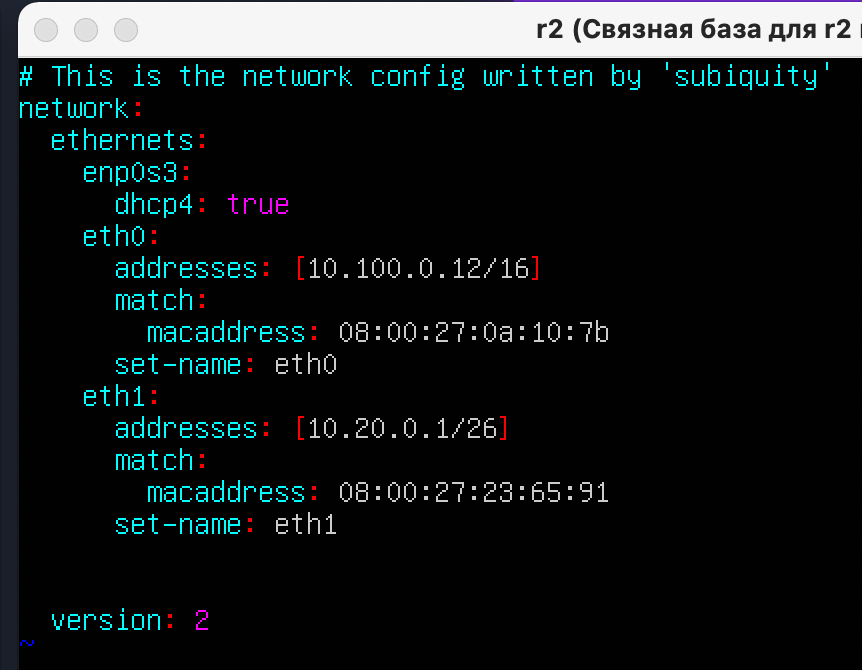 r2 (Связная база для r2
# This is the network config written by 'subiquity'
network:
  ethernets:
    enp0s3:
      dhcp4: true
    eth0:
      addresses: [10.100.0.12/16]
      match:
        macaddress: 08:00:27:0a:10:7b
      set-name: eth0
    eth1:
      addresses: [10.20.0.1/26]
      match:
        macaddress: 08:00:27:23:65:91
      set-name: eth1
  version: 2
~